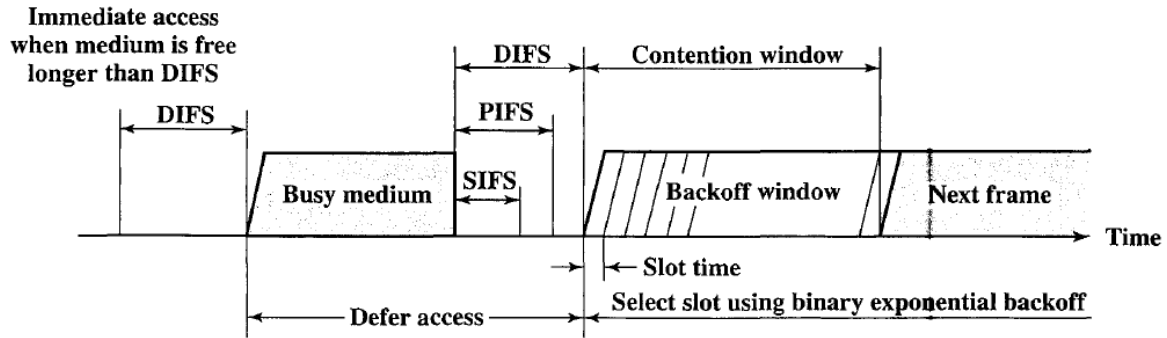 Immediate access
when medium is free
longer than DIFS
DIFS
Contention window
DIFS
PIFS
SIFS
Busy medium
Backoff window
Next frame
Time
Slot time
Defer access
Select slot using binary exponential backoff